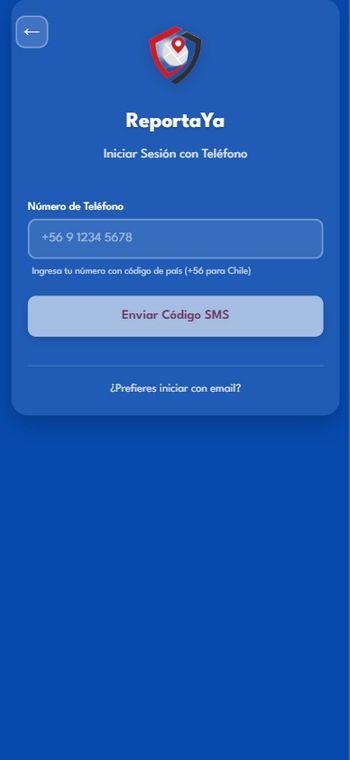 ←
ReportaYa
Iniciar Sesión con Teléfono
Número de Teléfono
+56 9 1234 5678
Ingresa tu número con código de país (+56 para Chile)
Enviar Código SMS
¿Prefieres iniciar con email?